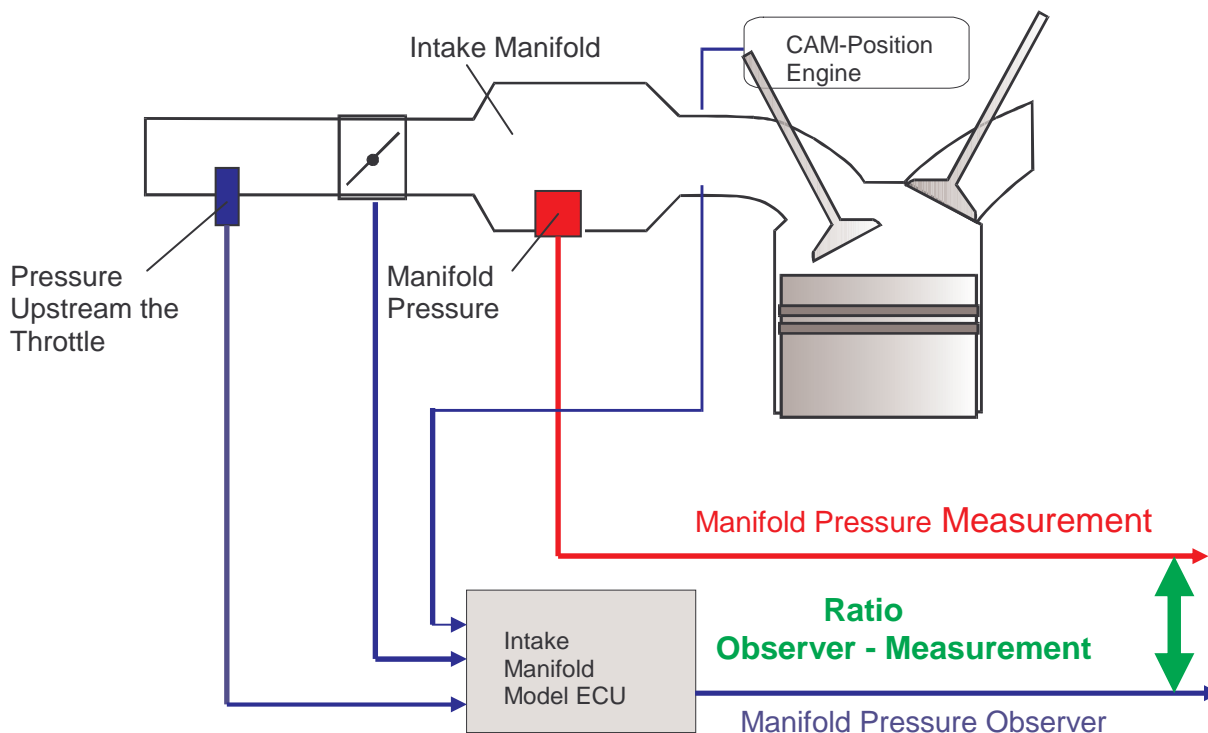 Intake Manifold
CAM-Position
Engine
Pressure
Upstream the
Throttle
Manifold
Pressure
Manifold Pressure Measurement
Ratio
Observer - Measurement
Intake
Manifold
Model ECU
Manifold Pressure Observer